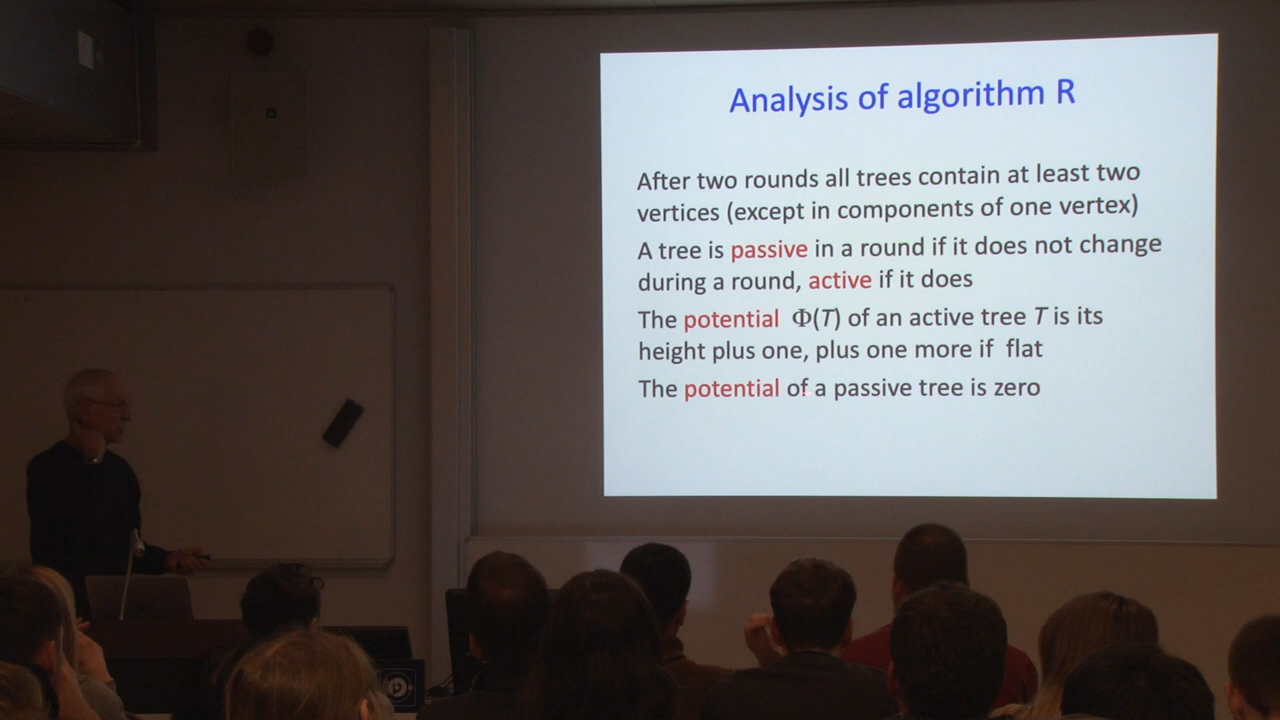 Analysis of algorithm R
After two rounds all trees contain at least two
vertices (except in components of one vertex)
A tree is passive in a round if it does not change
during a round, active if it does
The potential Φ(T) of an active tree T is its
height plus one, plus one more if flat
The potential of a passive tree is zero